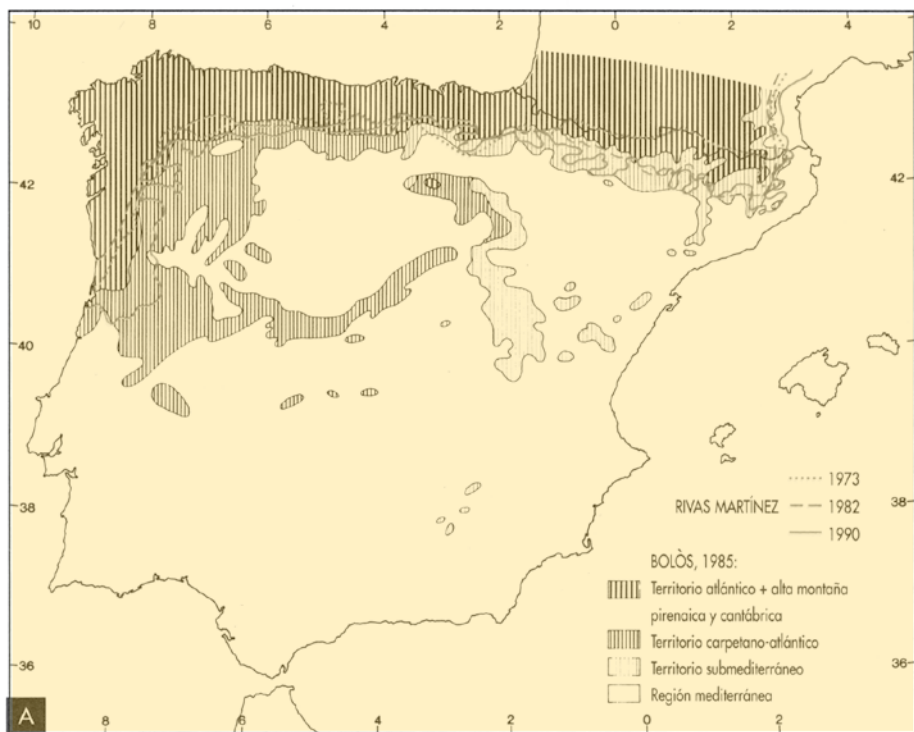 10 8 6 4 2 0 2 4
42 42
40 40
38 38
36 36
1973
RIVAS MARTÍNEZ 1982
1990
BOLÒS, 1985:
Territorio atlántico + alta montaña
pirenaica y cantábrica
Territorio carpetano-atlántico
Territorio submediterráneo
Región mediterránea
A
8 6 4 2 0 2